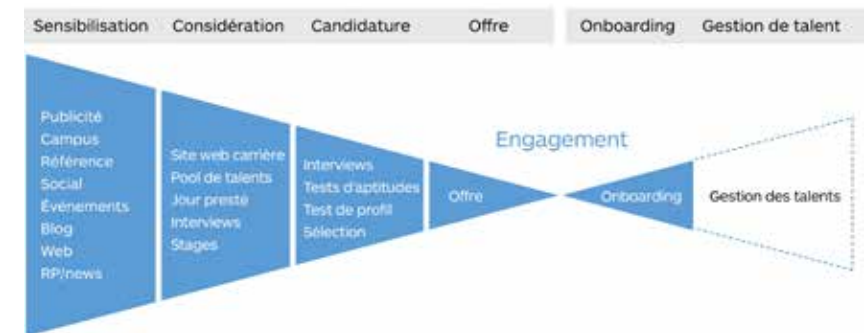 Sensibilisation Considération Candidature Offre Onboarding Gestion de talent
Publicité
Campus
Référence
Social
Événements
Blog
Web
RP/news
Site web carrière
Pool de talents
Jour presté
Interviews
Stages
Interviews
Tests d'aptitudes
Test de profil
Sélection
Offre
Engagement
Onboarding
Gestion des talents